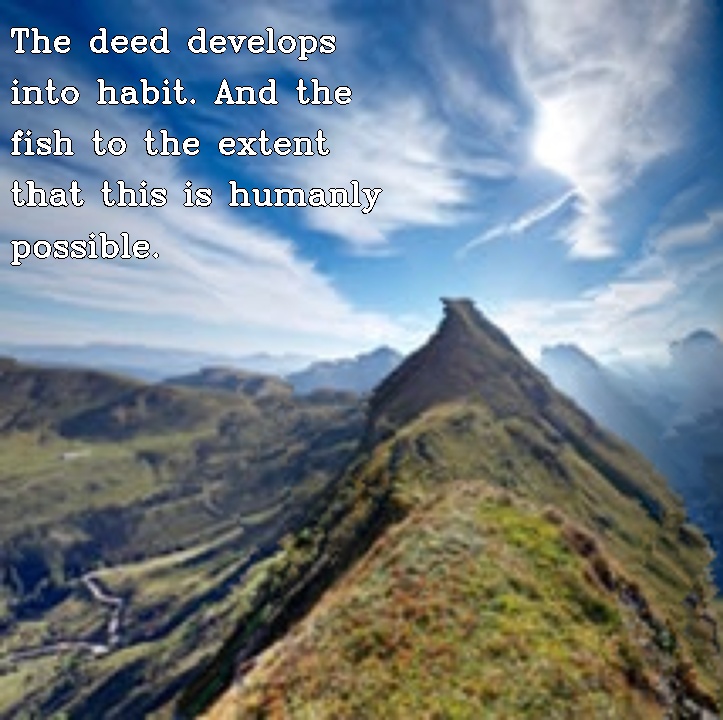 The deed develops
into habit. And the
fish to the extent
that this is humanly
possible.